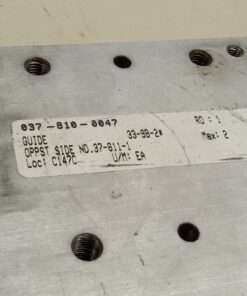 037-810-0047
GUIDE 33-9B-2*
OPPST SIDE NO.37-811-1
Loc: C147C U/M: EA
RO : 1
Max: 2